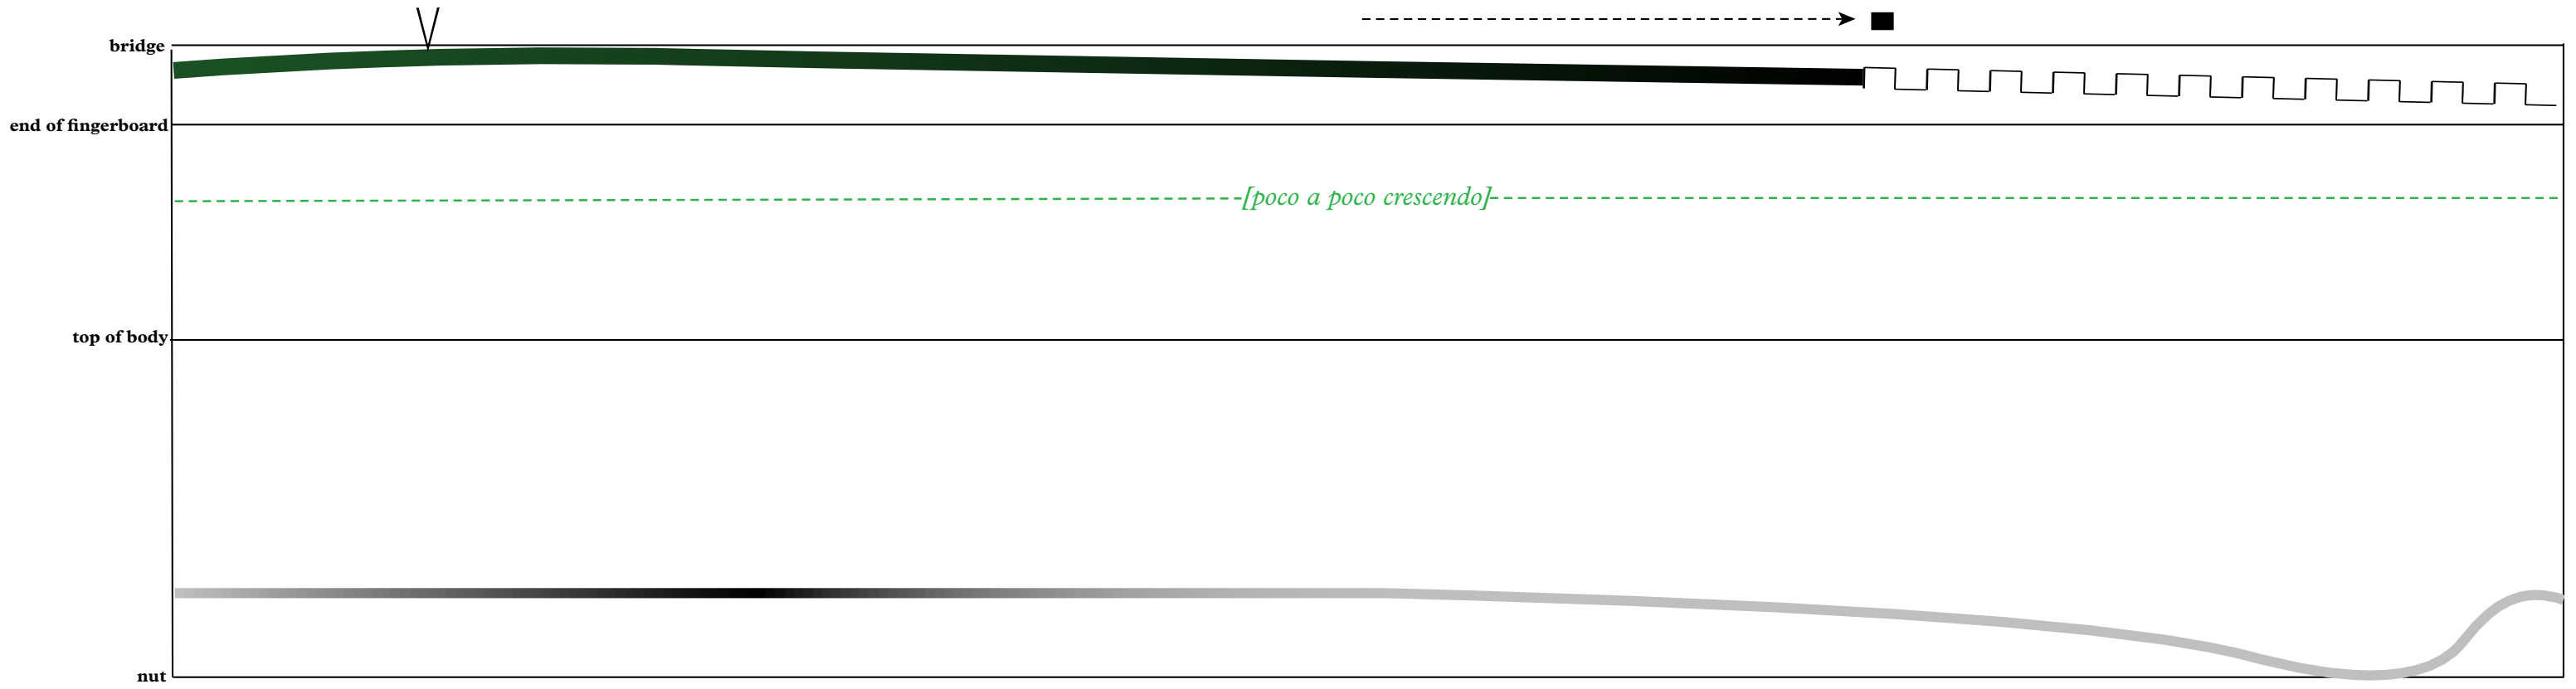 bridge
end of fingerboard
[poco a poco crescendo]
top of body
nut